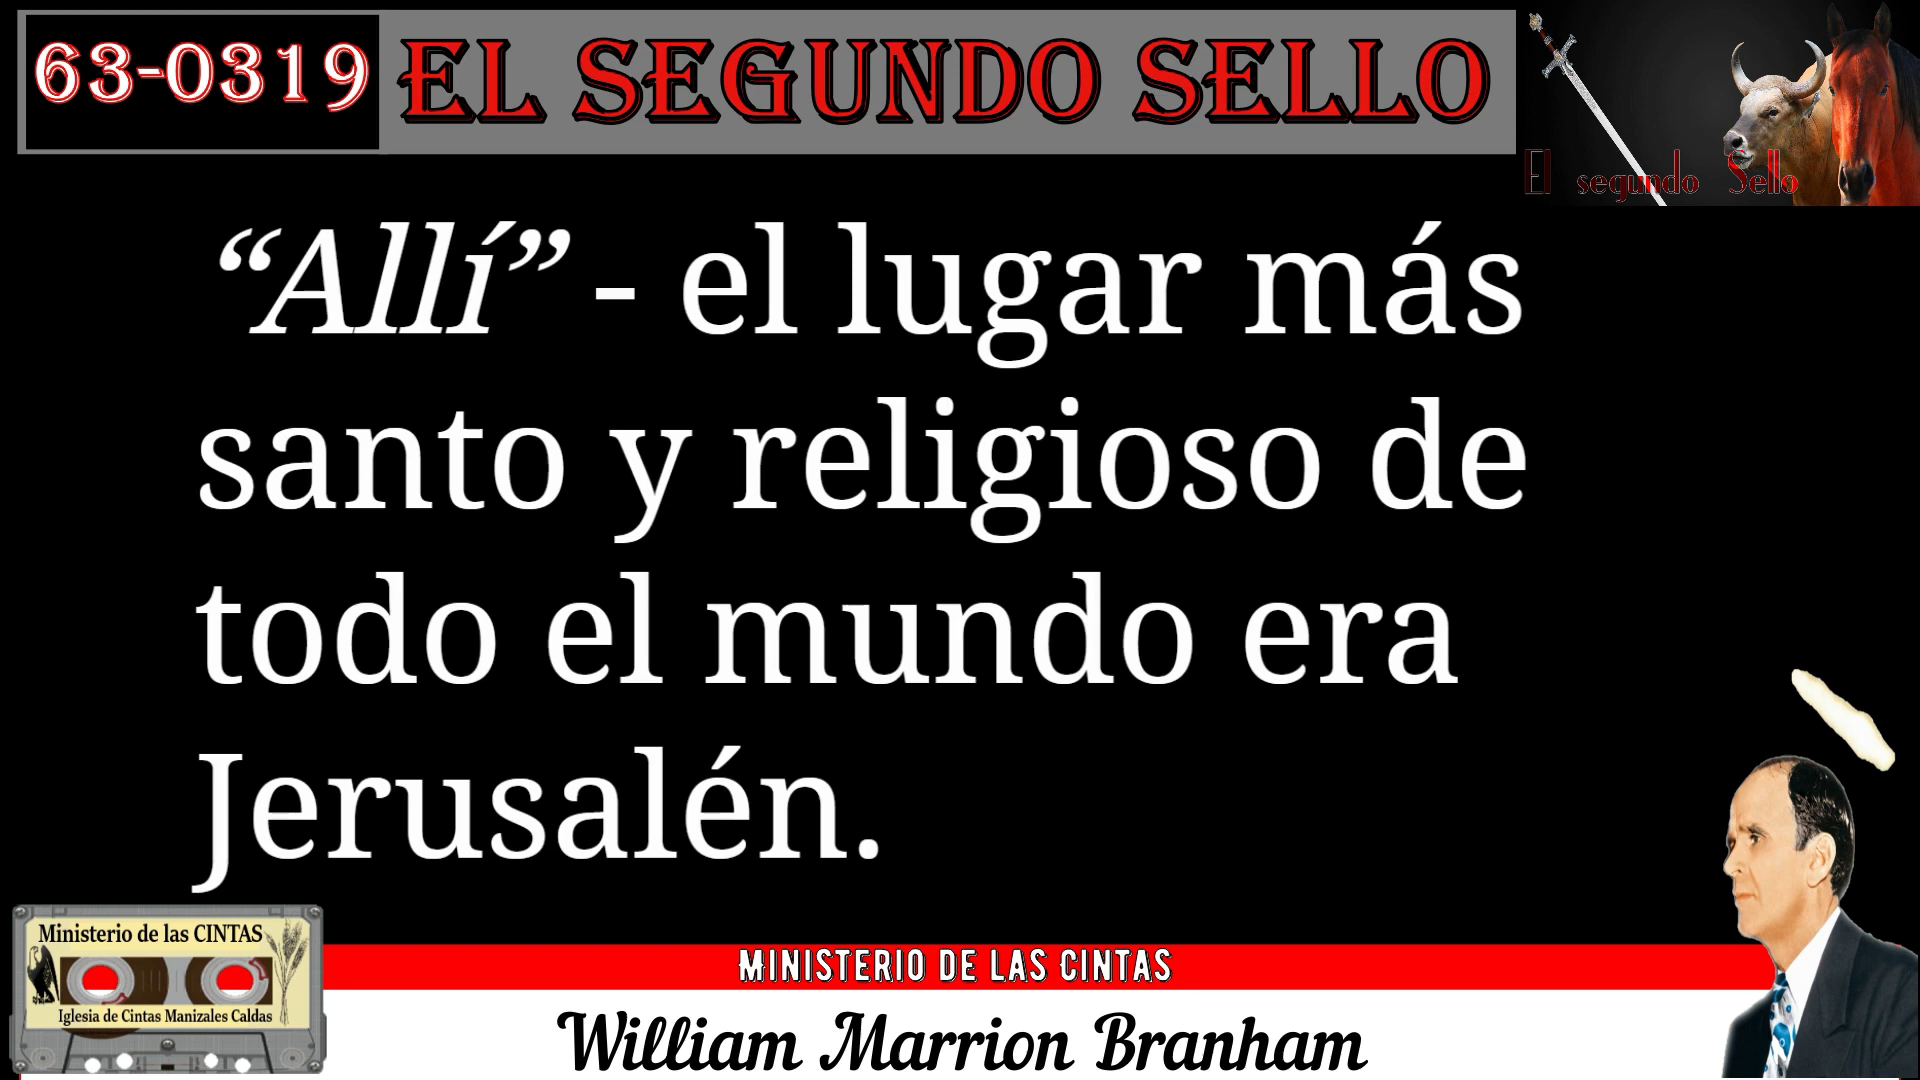 63-0319
EL SEGUNDO SELLO
El segundo Sello
“Allí” - el lugar más
santo y religioso de
todo el mundo era
Jerusalén.
Ministerio de las CINTAS
Iglesia de Cintas Manizales Caldas
MINISTERIO DE LAS CINTAS
William Marrion Branham